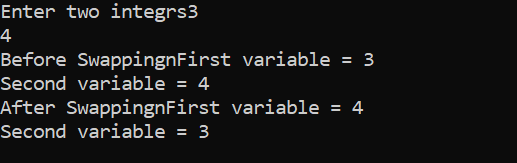 Enter two integrs3
4
Before SwappingnFirst variable = 3
Second variable = 4
After SwappingnFirst variable = 4
Second variable = 3